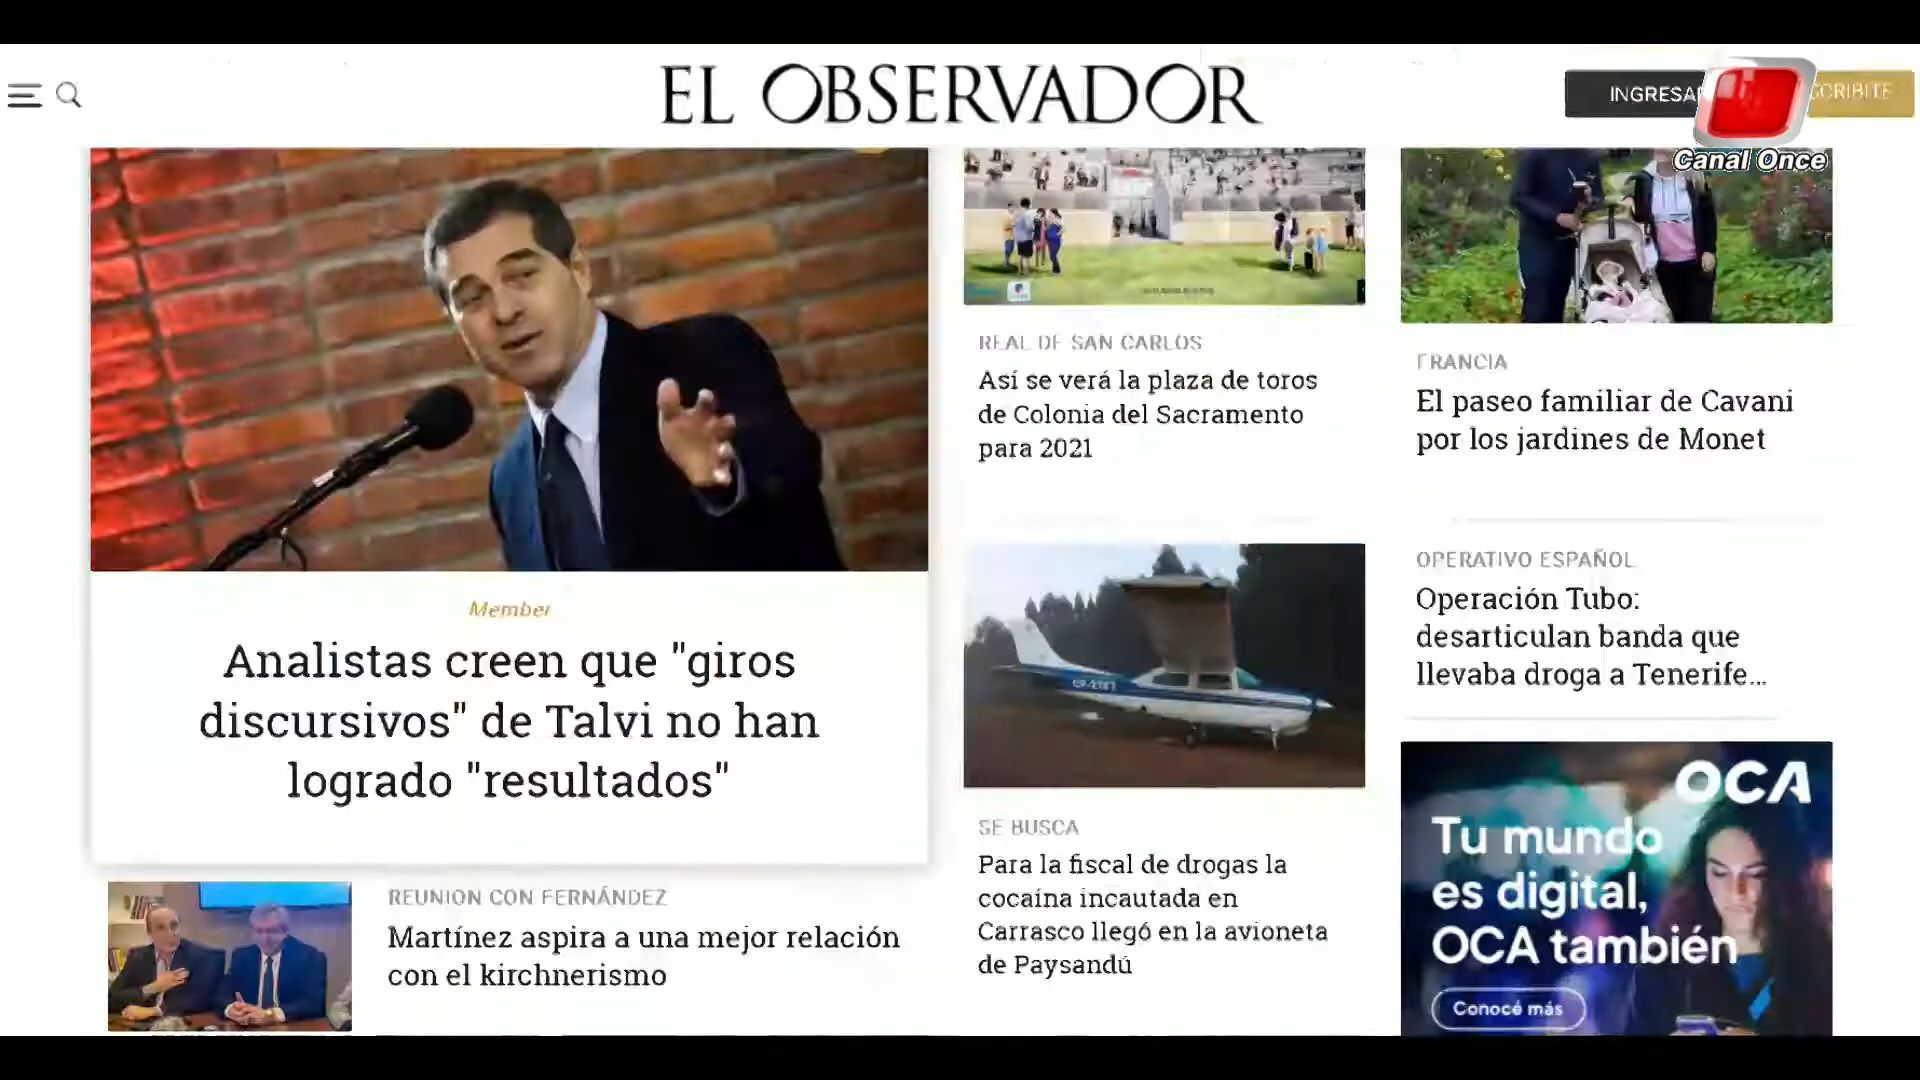 EL OBSERVADOR
INGRESA
SCRIBITE
Canal Once
Member
Analistas creen que "giros
discursivos" de Talvi no han
logrado "resultados"
REUNION CON FERNÁNDEZ
Martínez aspira a una mejor relación
con el kirchnerismo
REAL DE SAN CARLOS
Así se verá la plaza de toros
de Colonia del Sacramento
para 2021
SE BUSCA
Para la fiscal de drogas la
cocaína incautada en
Carrasco llegó en la avioneta
de Paysandú
FRANCIA
El paseo familiar de Cavani
por los jardines de Monet
OPERATIVO ESPAÑOL
Operación Tubo:
desarticulan banda que
llevaba droga a Tenerife...
OCA
Tu mundo
es digital,
OCA también
Conocé más